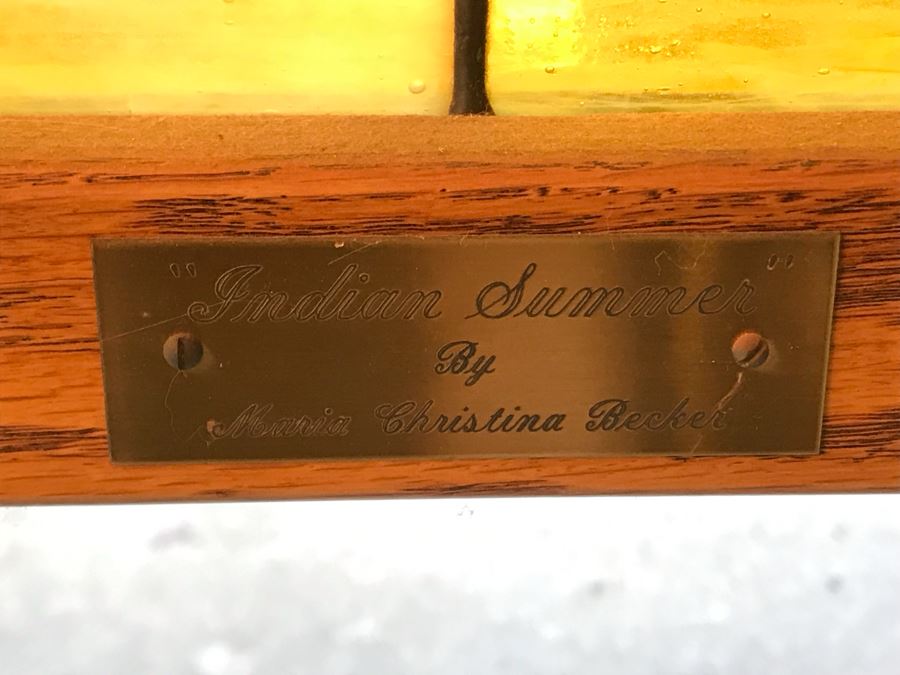 "Indian Summer"
By
Maria Christina Becker